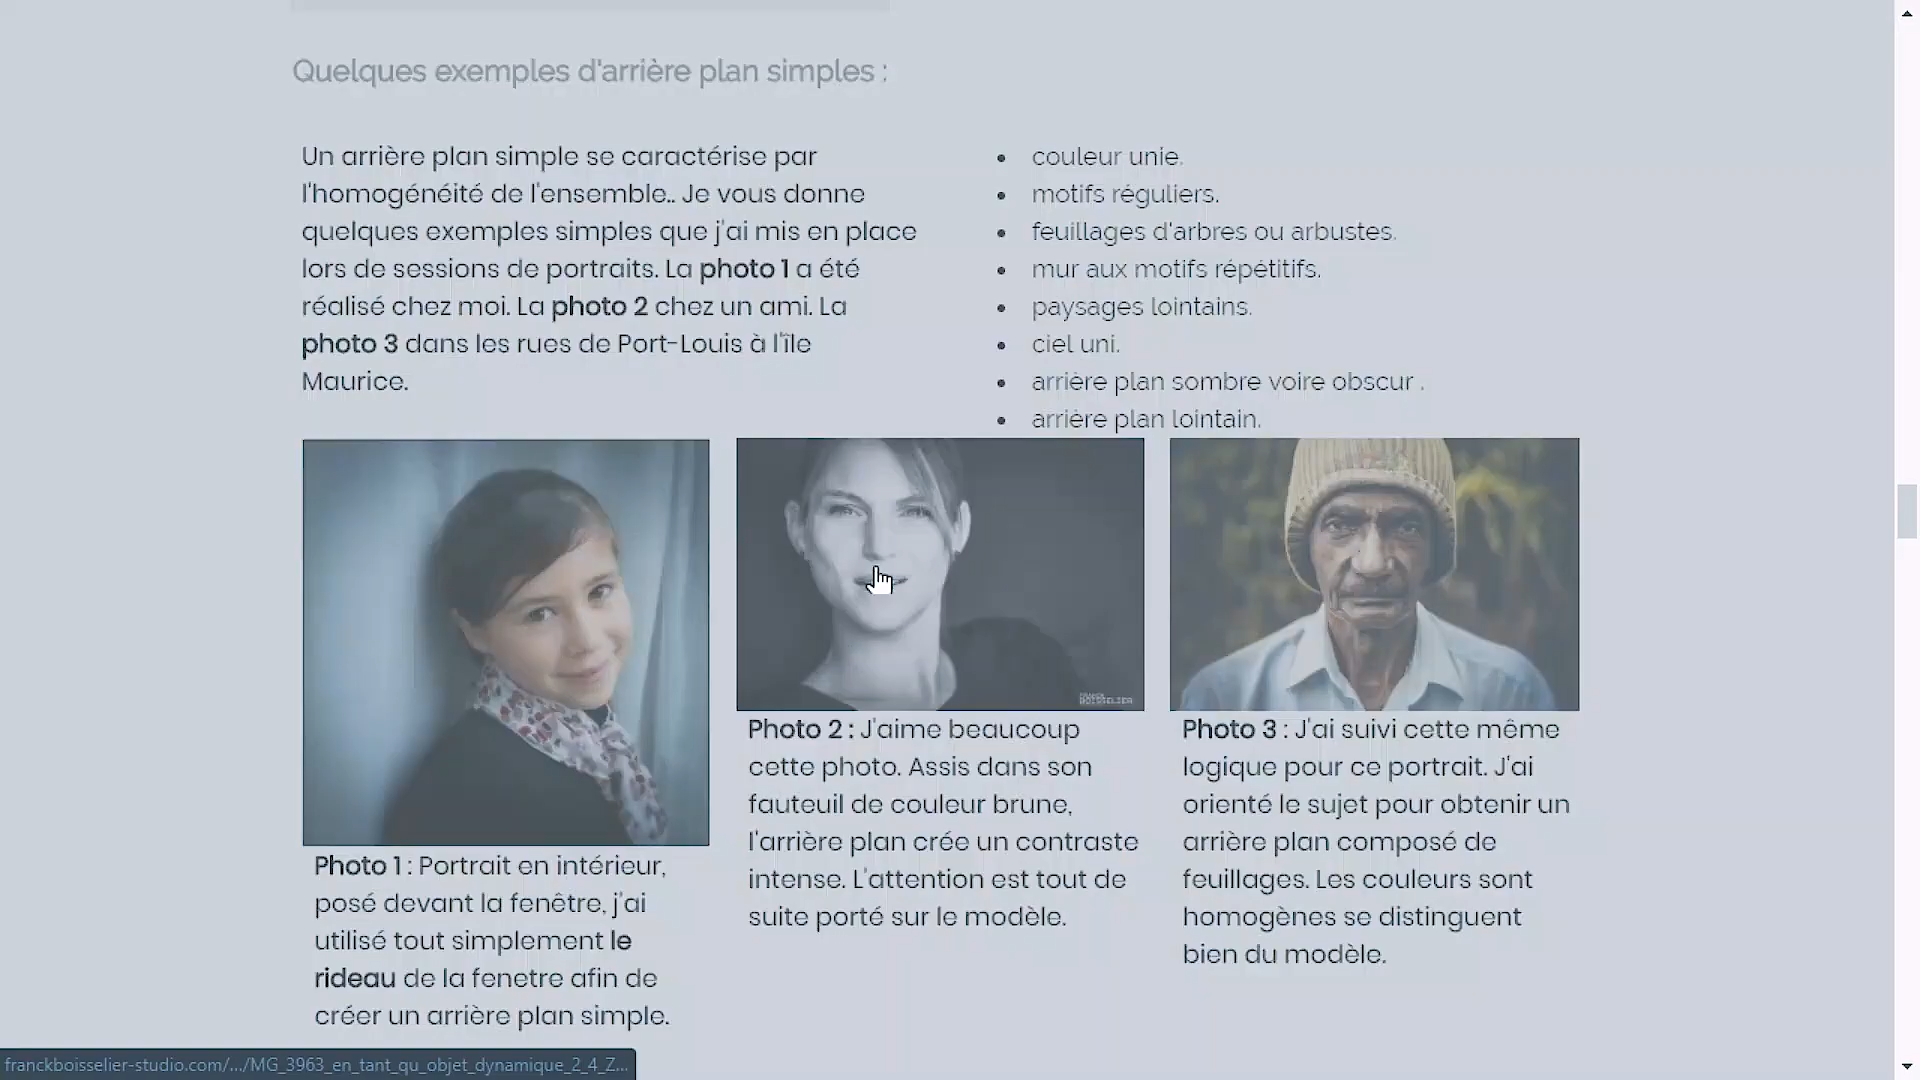 Quelques exemples d'arrière plan simples :
Un arrière plan simple se caractérise par
l'homogénéité de l'ensemble.. Je vous donne
quelques exemples simples que j'ai mis en place
lors de sessions de portraits. La photo 1 a été
réalisé chez moi. La photo 2 chez un ami. La
photo 3 dans les rues de Port-Louis à l'île
Maurice.
couleur unie.
motifs réguliers.
feuillages d'arbres ou arbustes.
mur aux motifs répétitifs.
paysages lointains.
ciel uni.
arrière plan sombre voire obscur .
arrière plan lointain.
FRANCK
BOISSELIER
Photo 1 : Portrait en intérieur,
posé devant la fenêtre, j'ai
utilisé tout simplement le
rideau de la fenetre afin de
créer un arrière plan simple.
Photo 2 : J'aime beaucoup
cette photo. Assis dans son
fauteuil de couleur brune,
l'arrière plan crée un contraste
intense. L'attention est tout de
suite porté sur le modèle.
Photo 3 : J'ai suivi cette même
logique pour ce portrait. J'ai
orienté le sujet pour obtenir un
arrière plan composé de
feuillages. Les couleurs sont
homogènes se distinguent
bien du modèle.
franckboisselier-studio.com/.../MG_3963_en_tant_qu_objet_dynamique_2_4_Z...